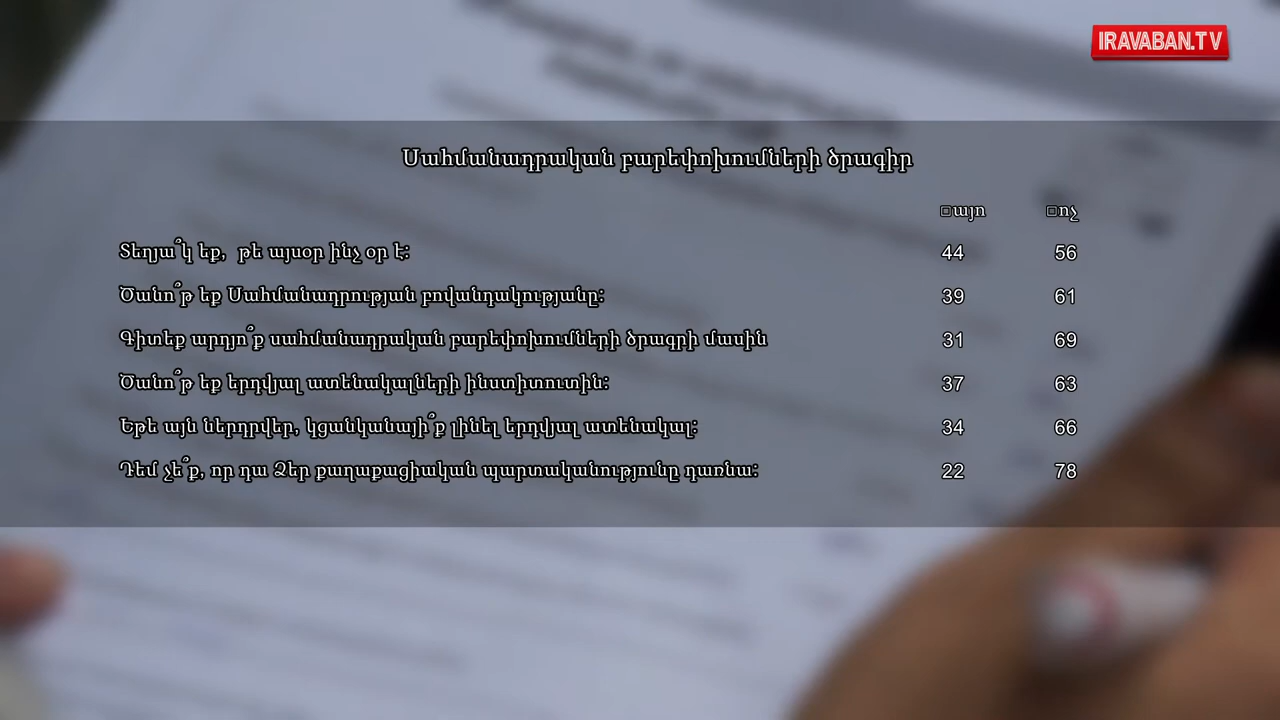 IRAVABAN.TV
Սահմանադրական բարեփոխումների ծրագիր
□այո □ոչ
Տեղյա՞կ եք, թե այսօր ինչ օր է: 44 56
Ծանո՞թ եք Սահմանադրության բովանդակությանը: 39 61
Գիտեք արդյո՞ք սահմանադրական բարեփոխումների ծրագրի մասին 31 69
Ծանո՞թ եք երդվյալ ատենակալների ինստիտուտին: 37 63
Եթե այն ներդրվեր, կցանկանայի՞ք լինել երդվյալ ատենակալ: 34 66
Դեմ չե՞ք, որ դա Ձեր քաղաքացիական պարտականությունը դառնա: 22 78